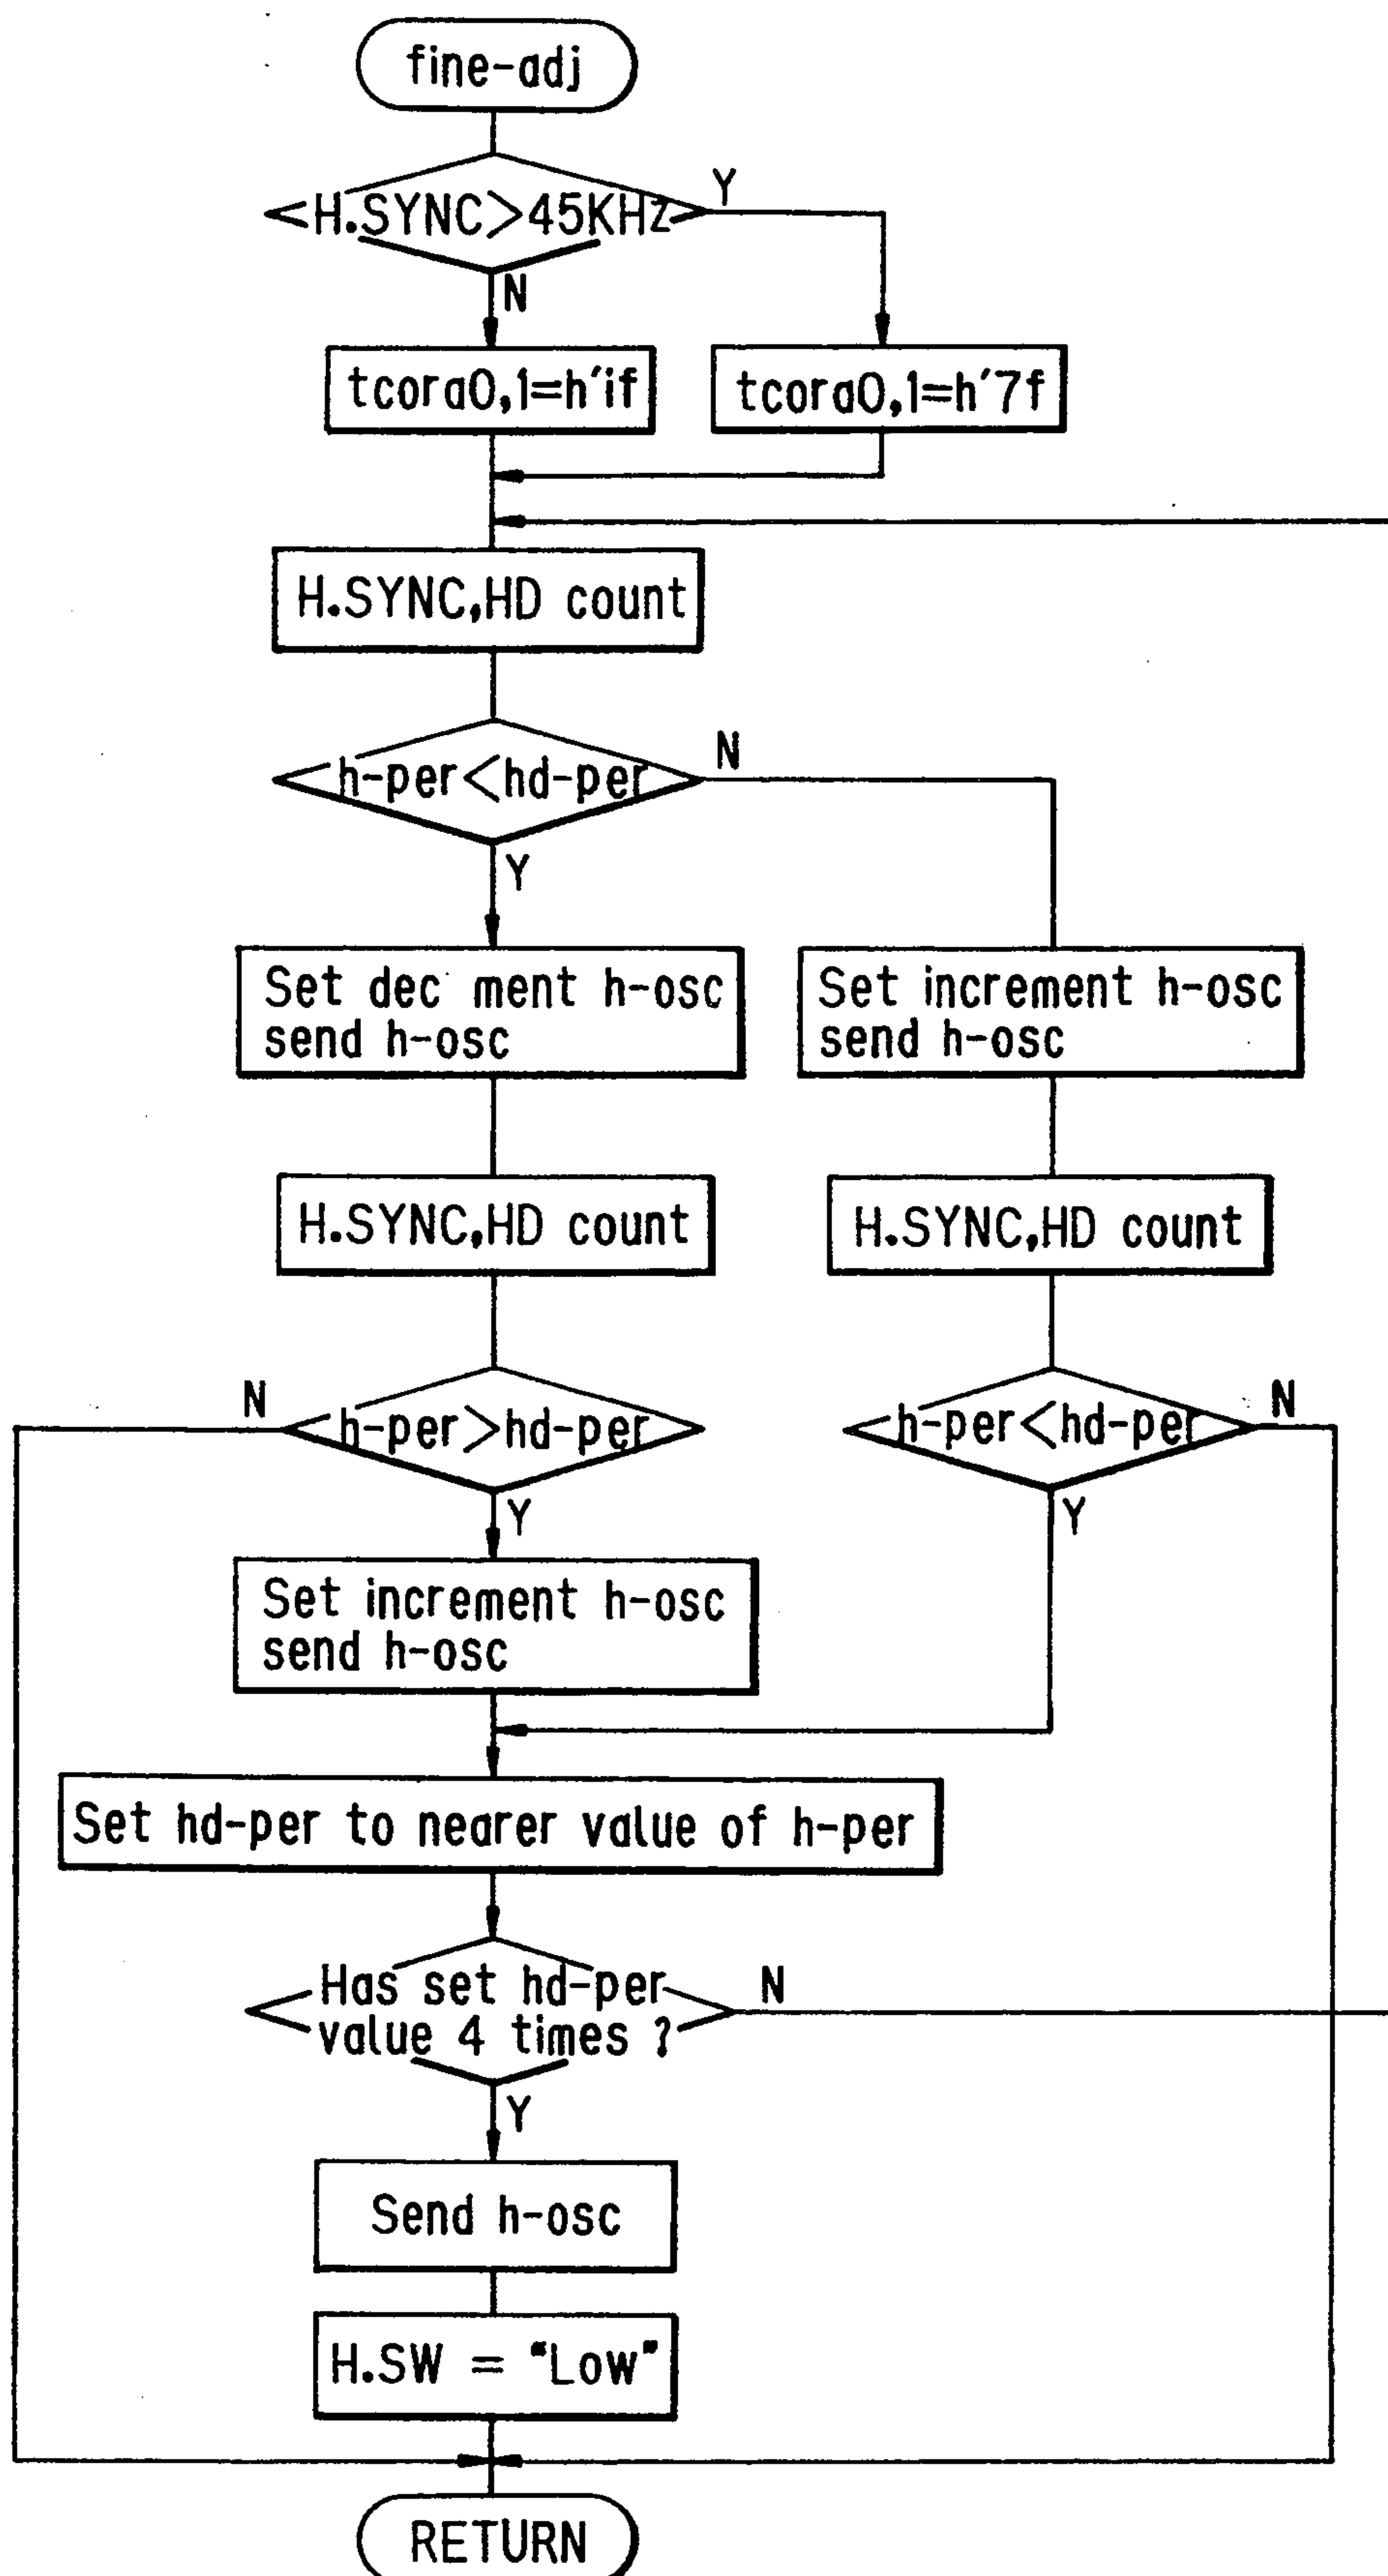 fine-adj
H.SYNC>45KHz
Y
N
tcora0,1=h'if
tcora0,1=h'7f
H.SYNC,HD count
h-per<hd-per
N
Y
Set dec ment h-osc
send h-osc
Set increment h-osc
send h-osc
H.SYNC,HD count
H.SYNC,HD count
N
h-per>hd-per
h-per<hd-per
N
Y
Y
Set increment h-osc
send h-osc
Set hd-per to nearer value of h-per
Has set hd-per
value 4 times ?
N
Y
Send h-osc
H.SW = "Low"
RETURN